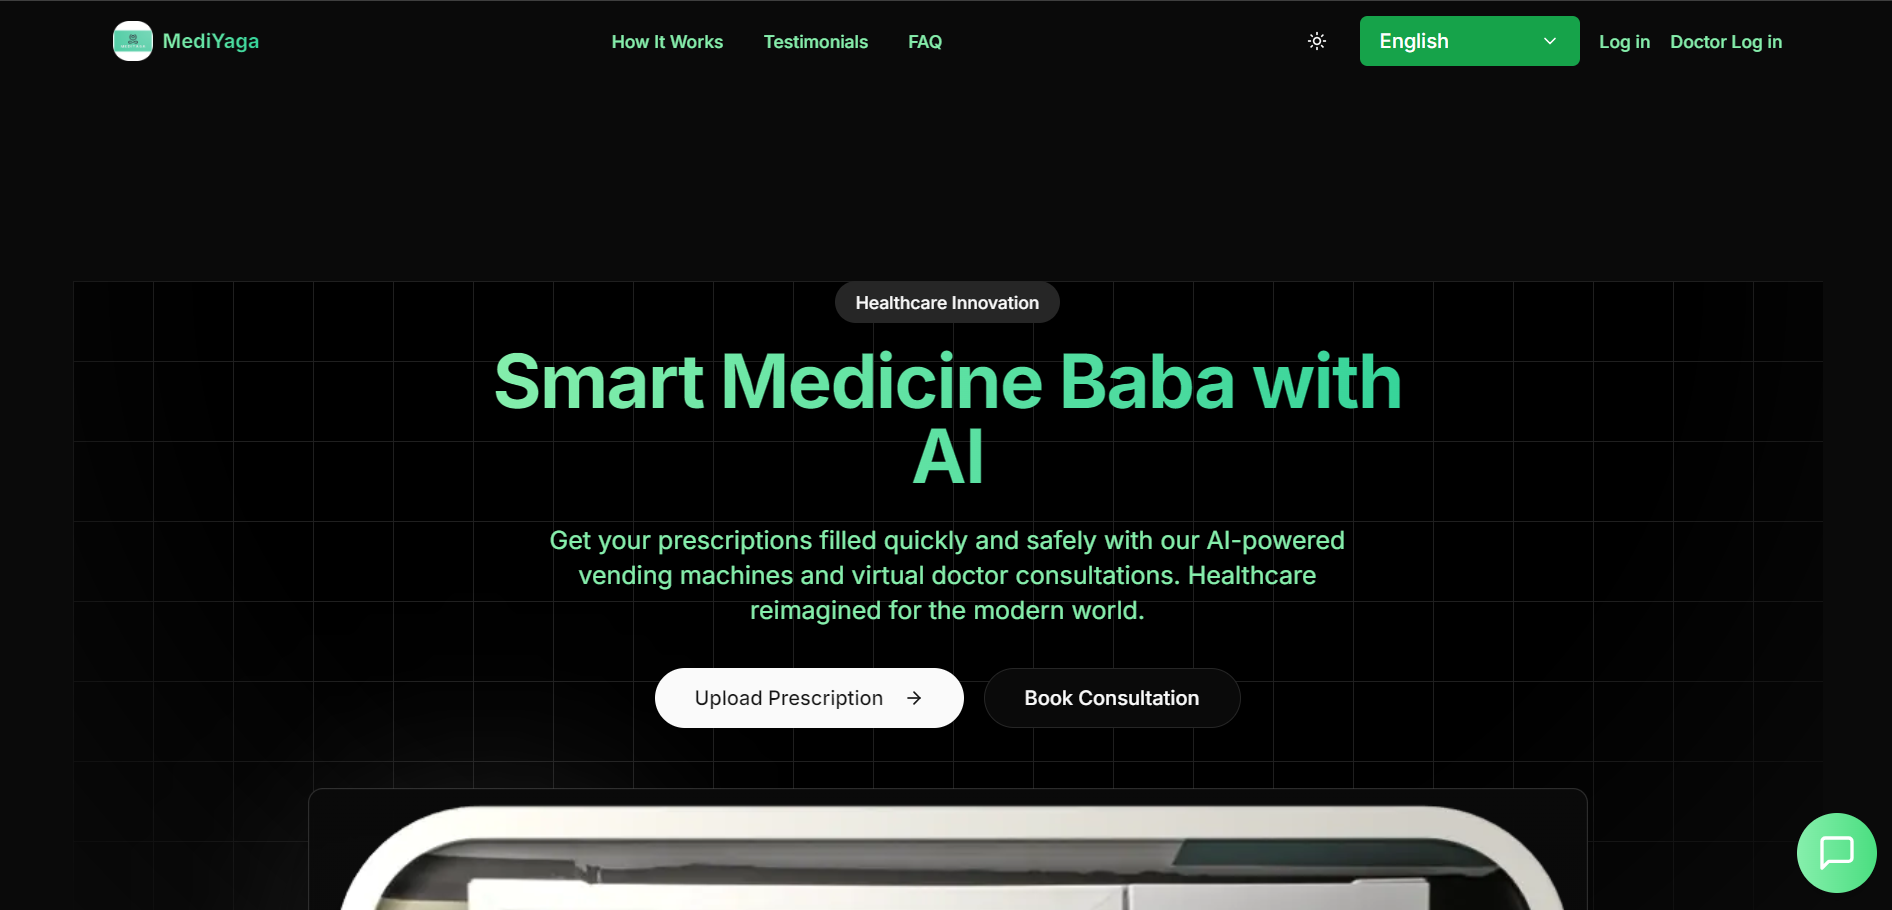 MediYaga
How It Works
Testimonials
FAQ
English
Log in
Doctor Log in
Healthcare Innovation
Smart Medicine Baba with
AI
Get your prescriptions filled quickly and safely with our AI-powered
vending machines and virtual doctor consultations. Healthcare
reimagined for the modern world.
Upload Prescription
Book Consultation